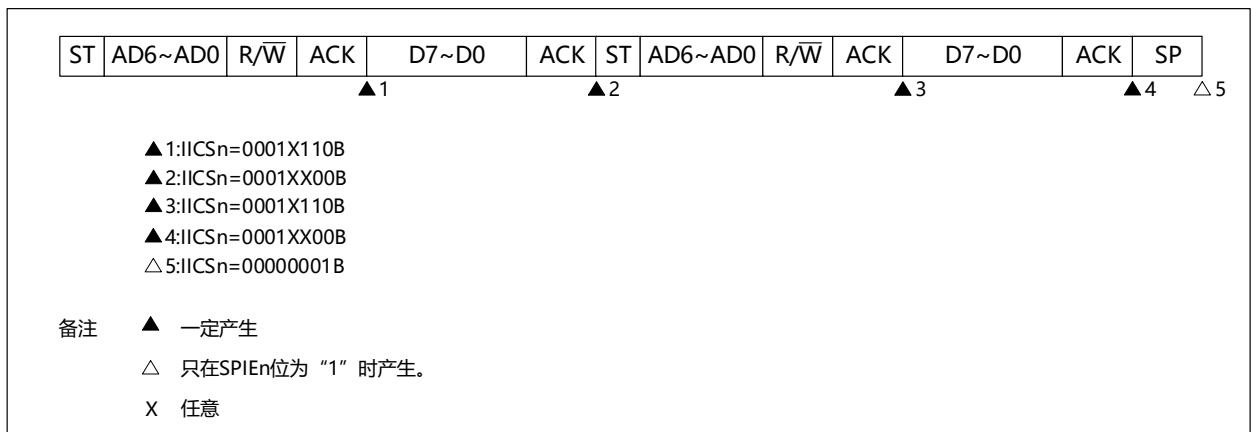 ST AD6~AD0 R/W̅ ACK D7~D0 ACK ST AD6~AD0 R/W̅ ACK D7~D0 ACK SP
▲1 ▲2 ▲3 ▲4 △5
▲1:IICSn=0001X110B
▲2:IICSn=0001XX00B
▲3:IICSn=0001X110B
▲4:IICSn=0001XX00B
△5:IICSn=00000001B
备注 ▲ 一定产生
△ 只在SPIEn位为“1”时产生。
X 任意